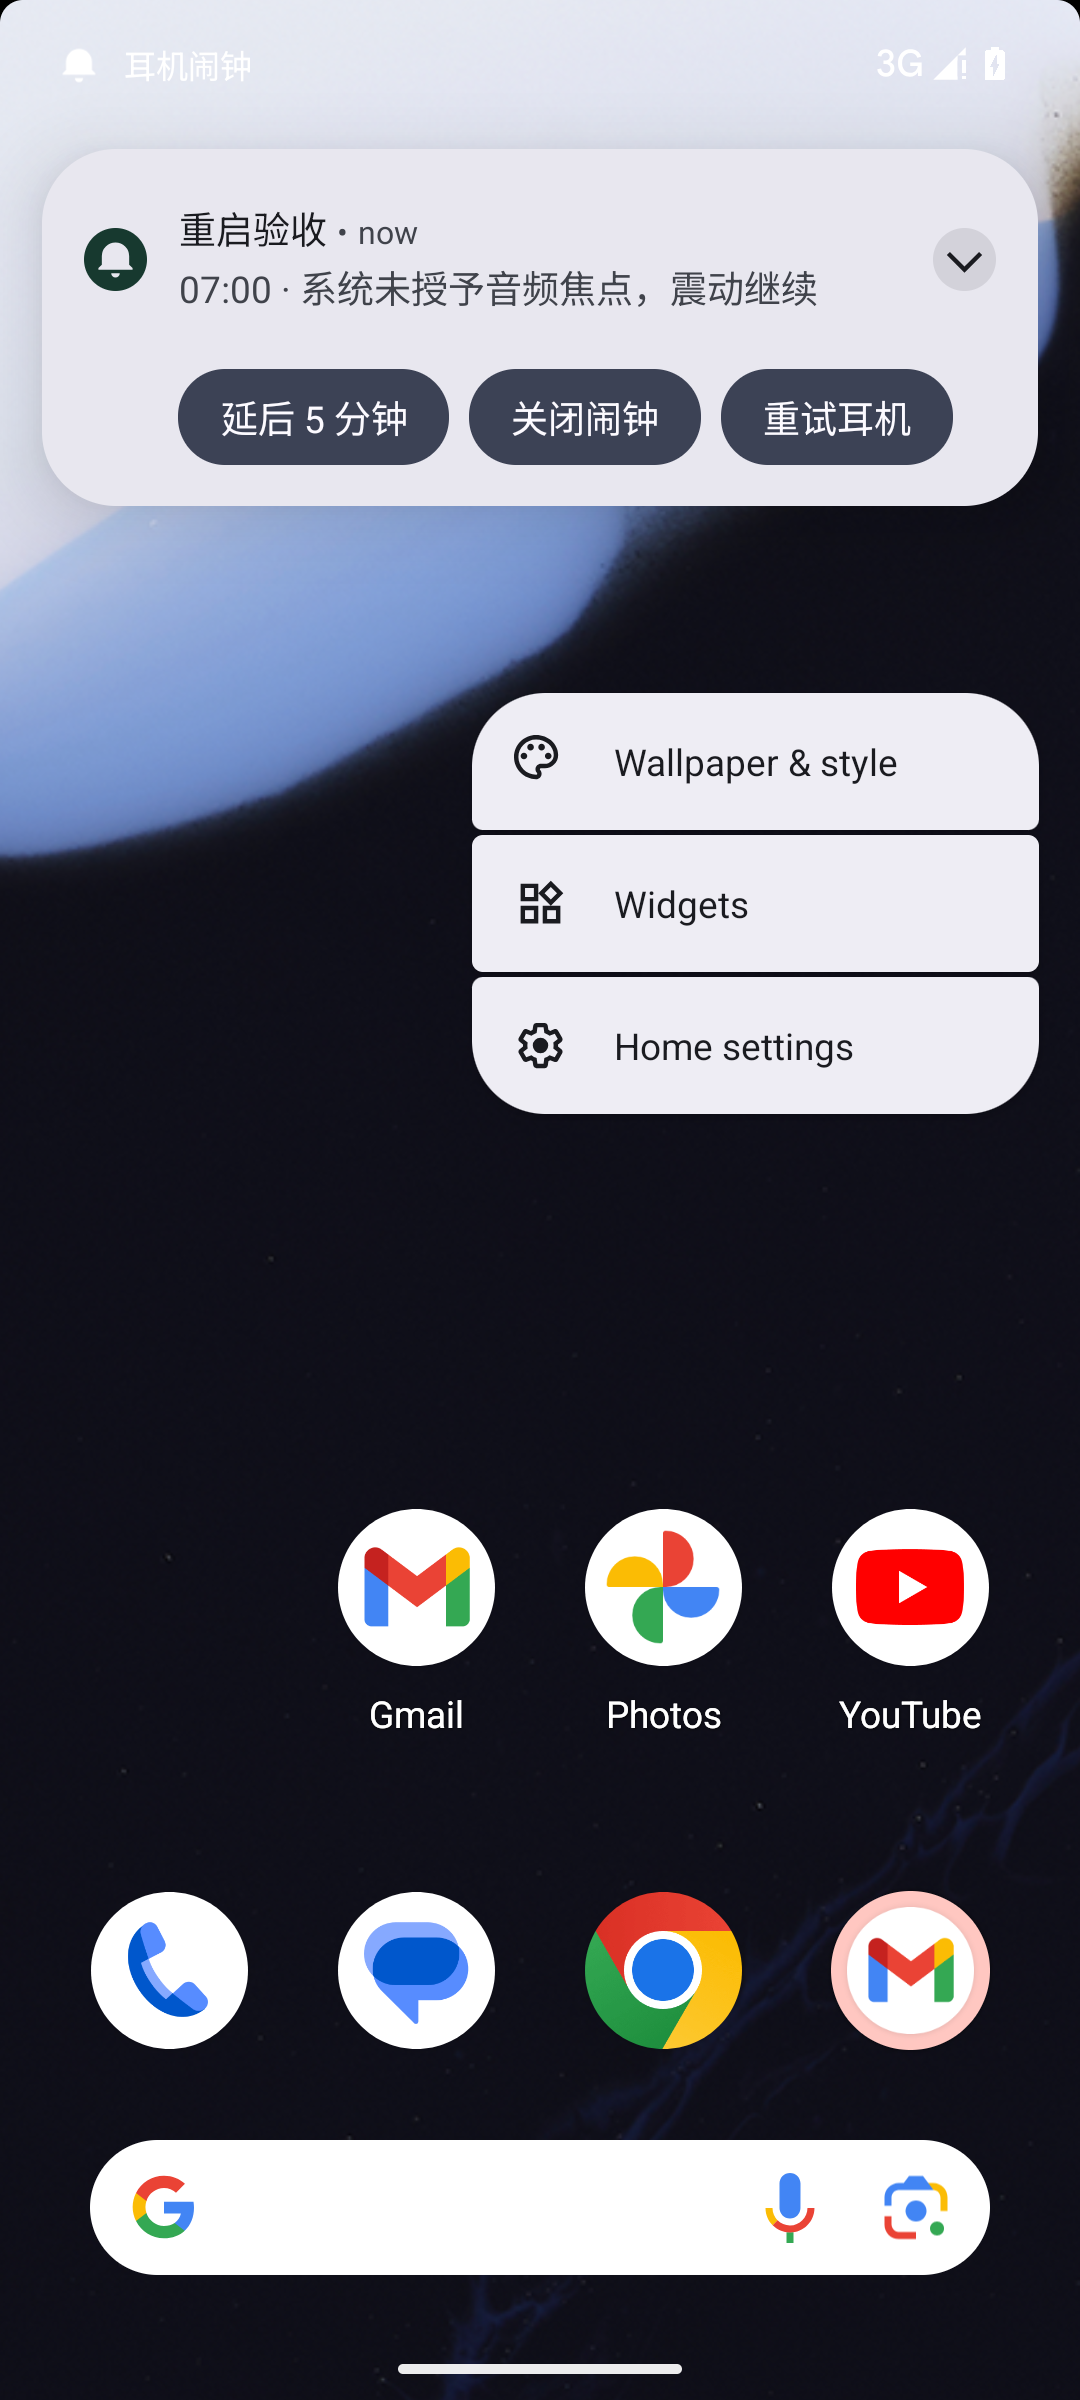 耳机闹钟
3G
重启验收 • now
07:00 · 系统未授予音频焦点，震动继续
延后 5 分钟
关闭闹钟
重试耳机
Wallpaper & style
Widgets
Home settings
Gmail
Photos
YouTube